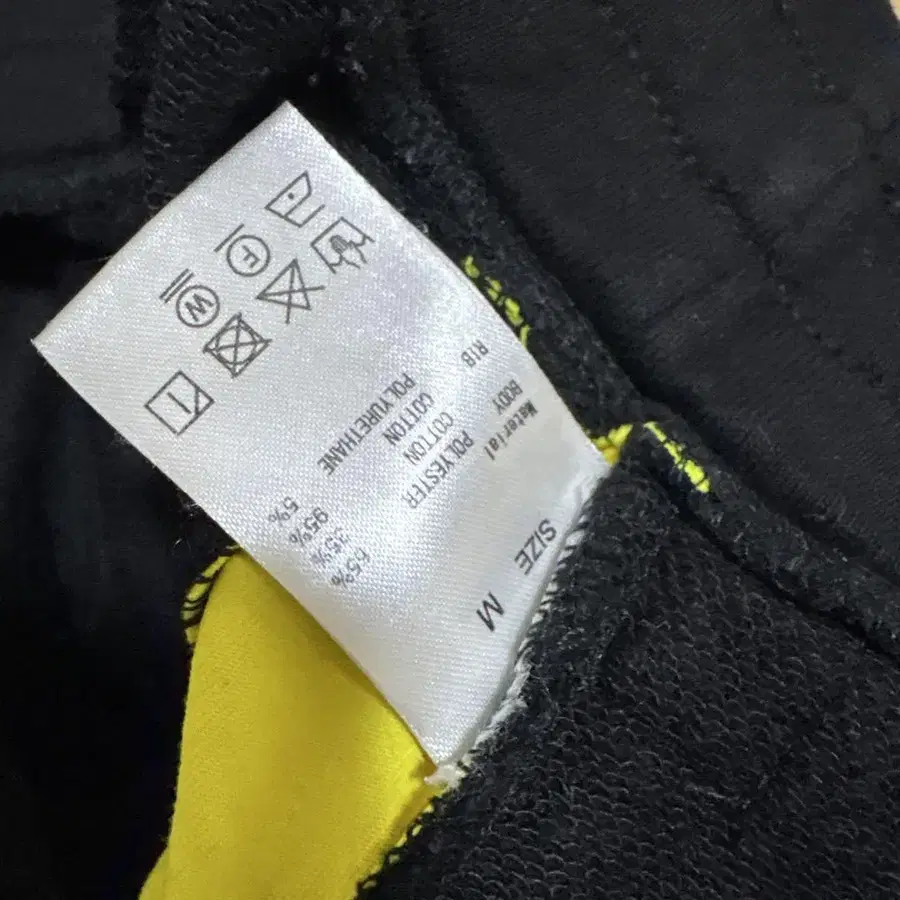 SIZE M
Material
BODY POLYESTER 65%
COTTON 35%
RIB COTTON 95%
POLYURETHANE 5%
F
W